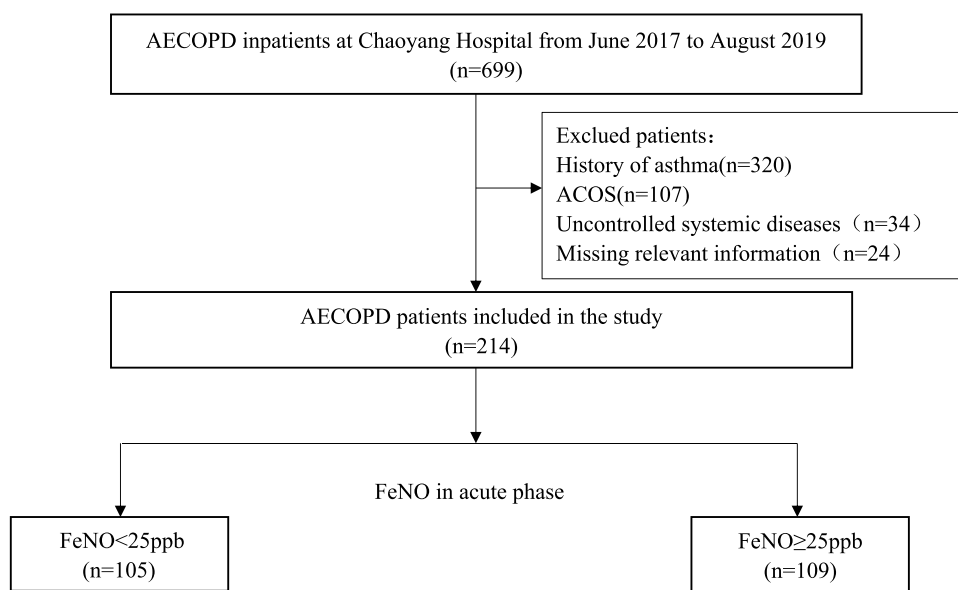 AECOPD inpatients at Chaoyang Hospital from June 2017 to August 2019
(n=699)
Exclued patients：
History of asthma(n=320)
ACOS(n=107)
Uncontrolled systemic diseases（n=34）
Missing relevant information（n=24）
AECOPD patients included in the study
(n=214)
FeNO in acute phase
FeNO<25ppb
(n=105)
FeNO≥25ppb
(n=109)